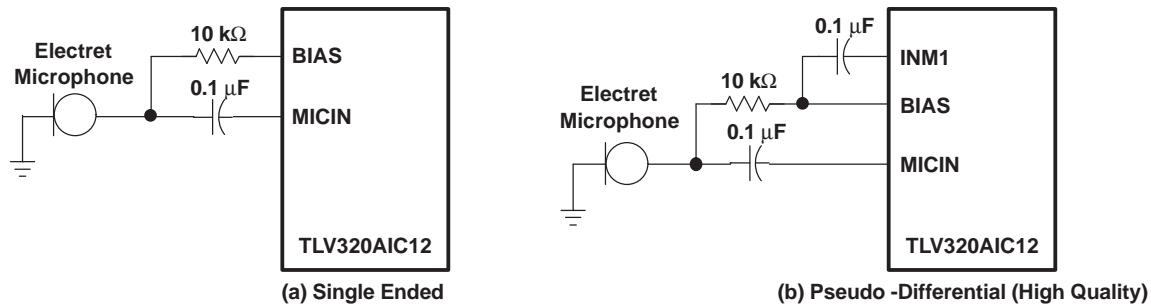 10 kΩ
Electret
Microphone
0.1 µF
BIAS
MICIN
TLV320AIC12
(a) Single Ended
0.1 µF
INM1
10 kΩ
Electret
Microphone
0.1 µF
BIAS
MICIN
TLV320AIC12
(b) Pseudo -Differential (High Quality)